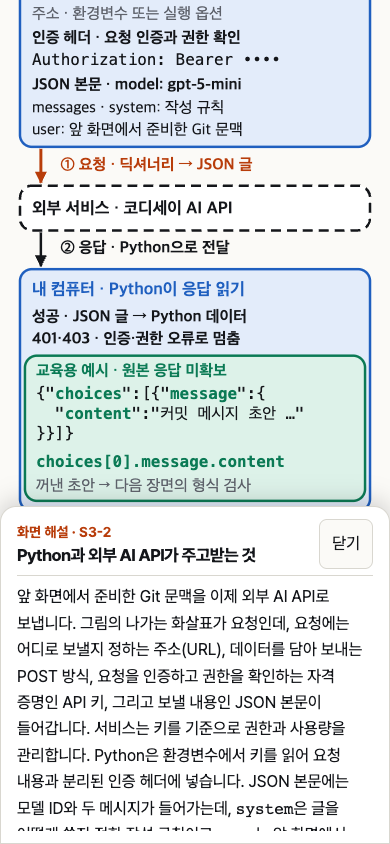 주소 · 환경변수 또는 실행 옵션
인증 헤더 · 요청 인증과 권한 확인
Authorization: Bearer ••••
JSON 본문 · model: gpt-5-mini
messages · system: 작성 규칙
user: 앞 화면에서 준비한 Git 문맥
① 요청 · 딕셔너리 → JSON 글
외부 서비스 · 코디세이 AI API
② 응답 · Python으로 전달
내 컴퓨터 · Python이 응답 읽기
성공 · JSON 글 → Python 데이터
401·403 · 인증·권한 오류로 멈춤
교육용 예시 · 원본 응답 미확보
{"choices":[{"message":{
"content":"커밋 메시지 초안 …"
}}]}
choices[0].message.content
꺼낸 초안 → 다음 장면의 형식 검사
화면 해설 · S3-2
Python과 외부 AI API가 주고받는 것
닫기
앞 화면에서 준비한 Git 문맥을 이제 외부 AI API로
보냅니다. 그림의 나가는 화살표가 요청인데, 요청에는
어디로 보낼지 정하는 주소(URL), 데이터를 담아 보내는
POST 방식, 요청을 인증하고 권한을 확인하는 자격
증명인 API 키, 그리고 보낼 내용인 JSON 본문이
들어갑니다. 서비스는 키를 기준으로 권한과 사용량을
관리합니다. Python은 환경변수에서 키를 읽어 요청
내용과 분리된 인증 헤더에 넣습니다. JSON 본문에는
모델 ID와 두 메시지가 들어가는데, system은 글을